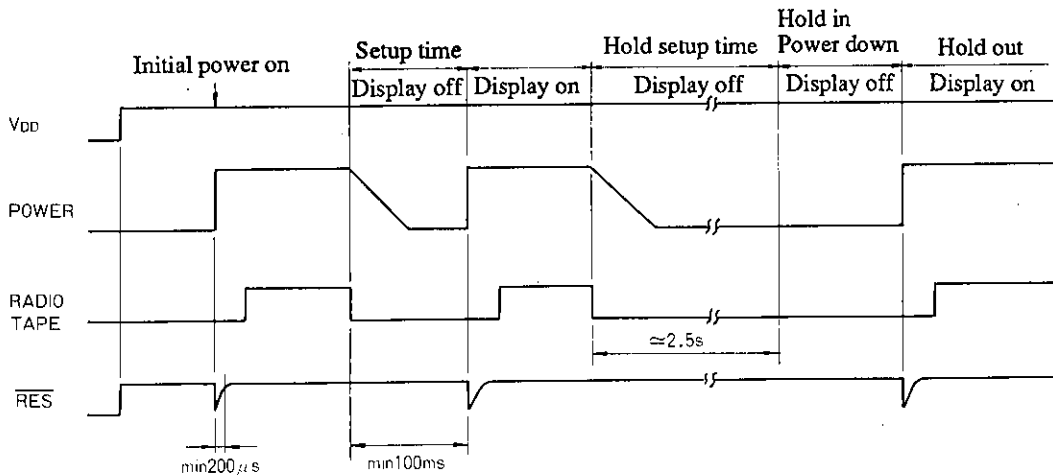 Initial power on
Setup time
Display off
Display on
Hold setup time
Display off
Hold in
Power down
Display off
Hold out
Display on
VDD
POWER
RADIO
TAPE
≃2.5s
RES
min200μs
min100ms